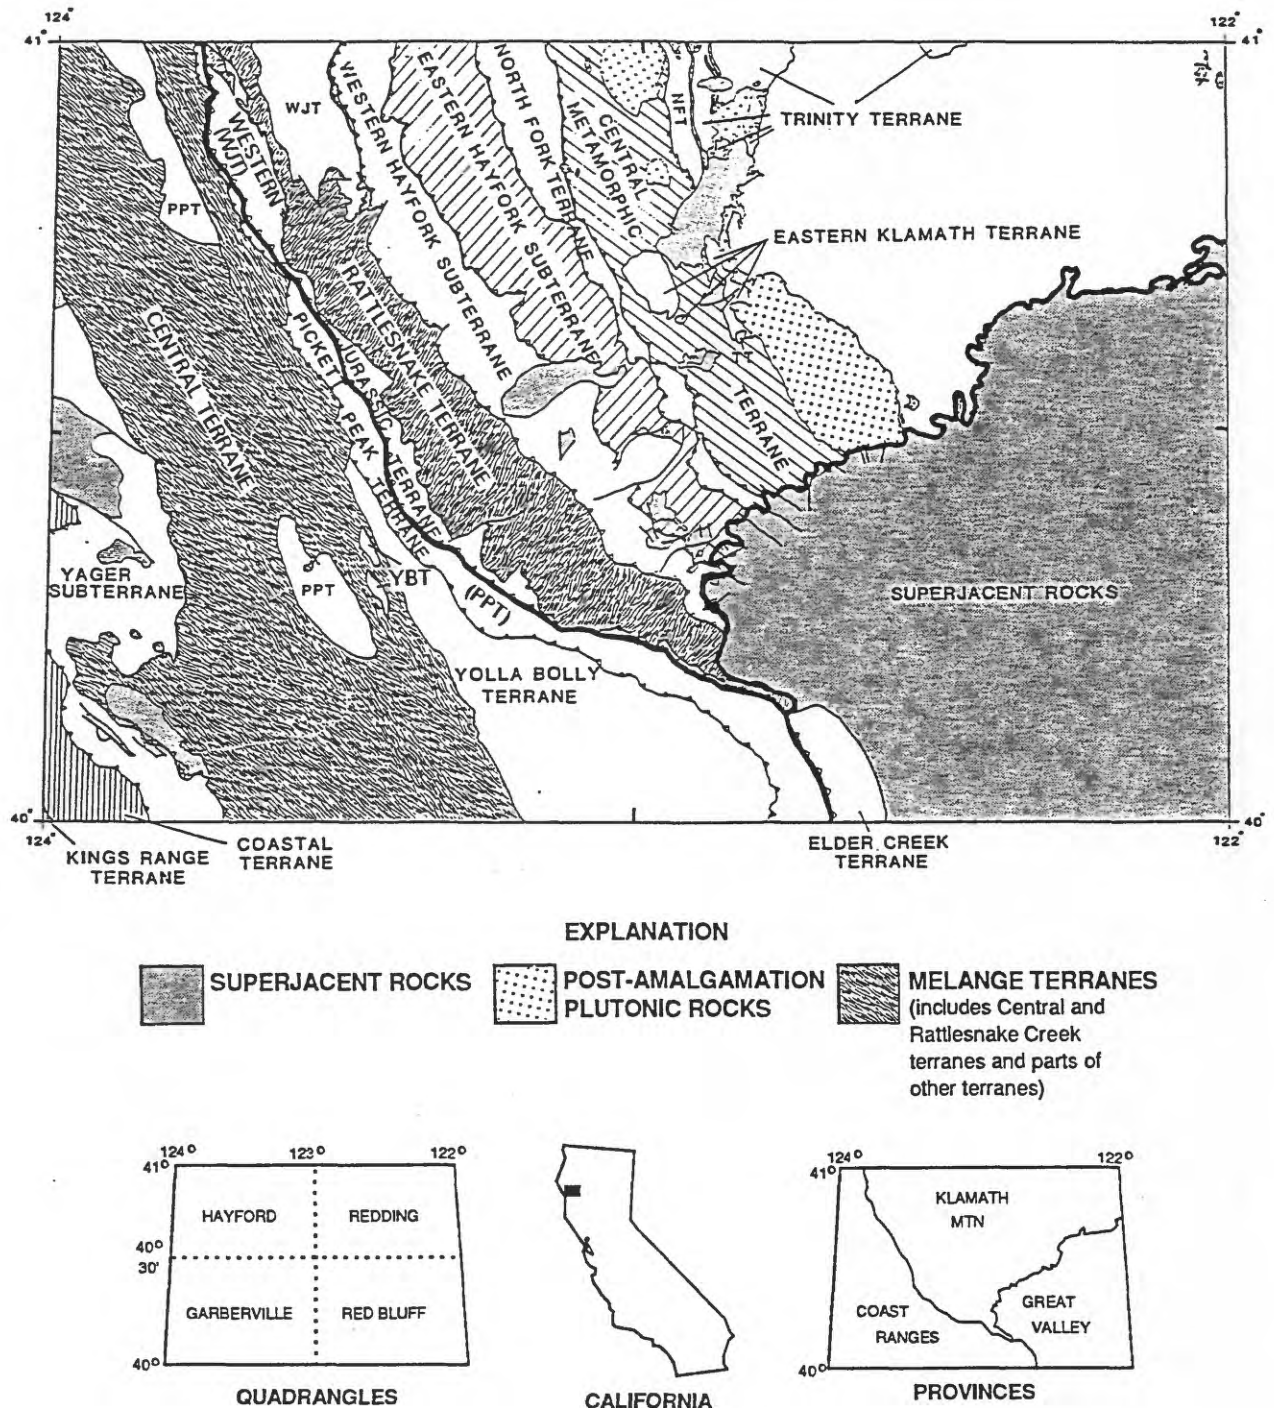 124°
122°
41°
41°
WJT
WESTERN
(WJT)
WESTERN HAYFORK SUBTERRANE
EASTERN HAYFORK SUBTERRANE
NORTH FORK TERRANE
CENTRAL
METAMORPHIC
TERRANE
NFT
TRINITY TERRANE
PPT
EASTERN KLAMATH TERRANE
RATTLESNAKE TERRANE
CENTRAL TERRANE
PICKETT
PEAK
TERRANE
(PPT)
JURASSIC
TERRANE
YAGER
SUBTERRANE
PPT
YBT
SUPERJACENT ROCKS
YOLLA BOLLY
TERRANE
40°
40°
124°
122°
KINGS RANGE
TERRANE
COASTAL
TERRANE
ELDER CREEK
TERRANE
EXPLANATION
SUPERJACENT ROCKS
POST-AMALGAMATION
PLUTONIC ROCKS
MELANGE TERRANES
(includes Central and
Rattlesnake Creek
terranes and parts of
other terranes)
124° 123° 122°
41°
HAYFORD REDDING
40°
30'
GARBERVILLE RED BLUFF
40°
QUADRANGLES
CALIFORNIA
124° 122°
41°
KLAMATH
MTN
COAST
RANGES
GREAT
VALLEY
40°
PROVINCES